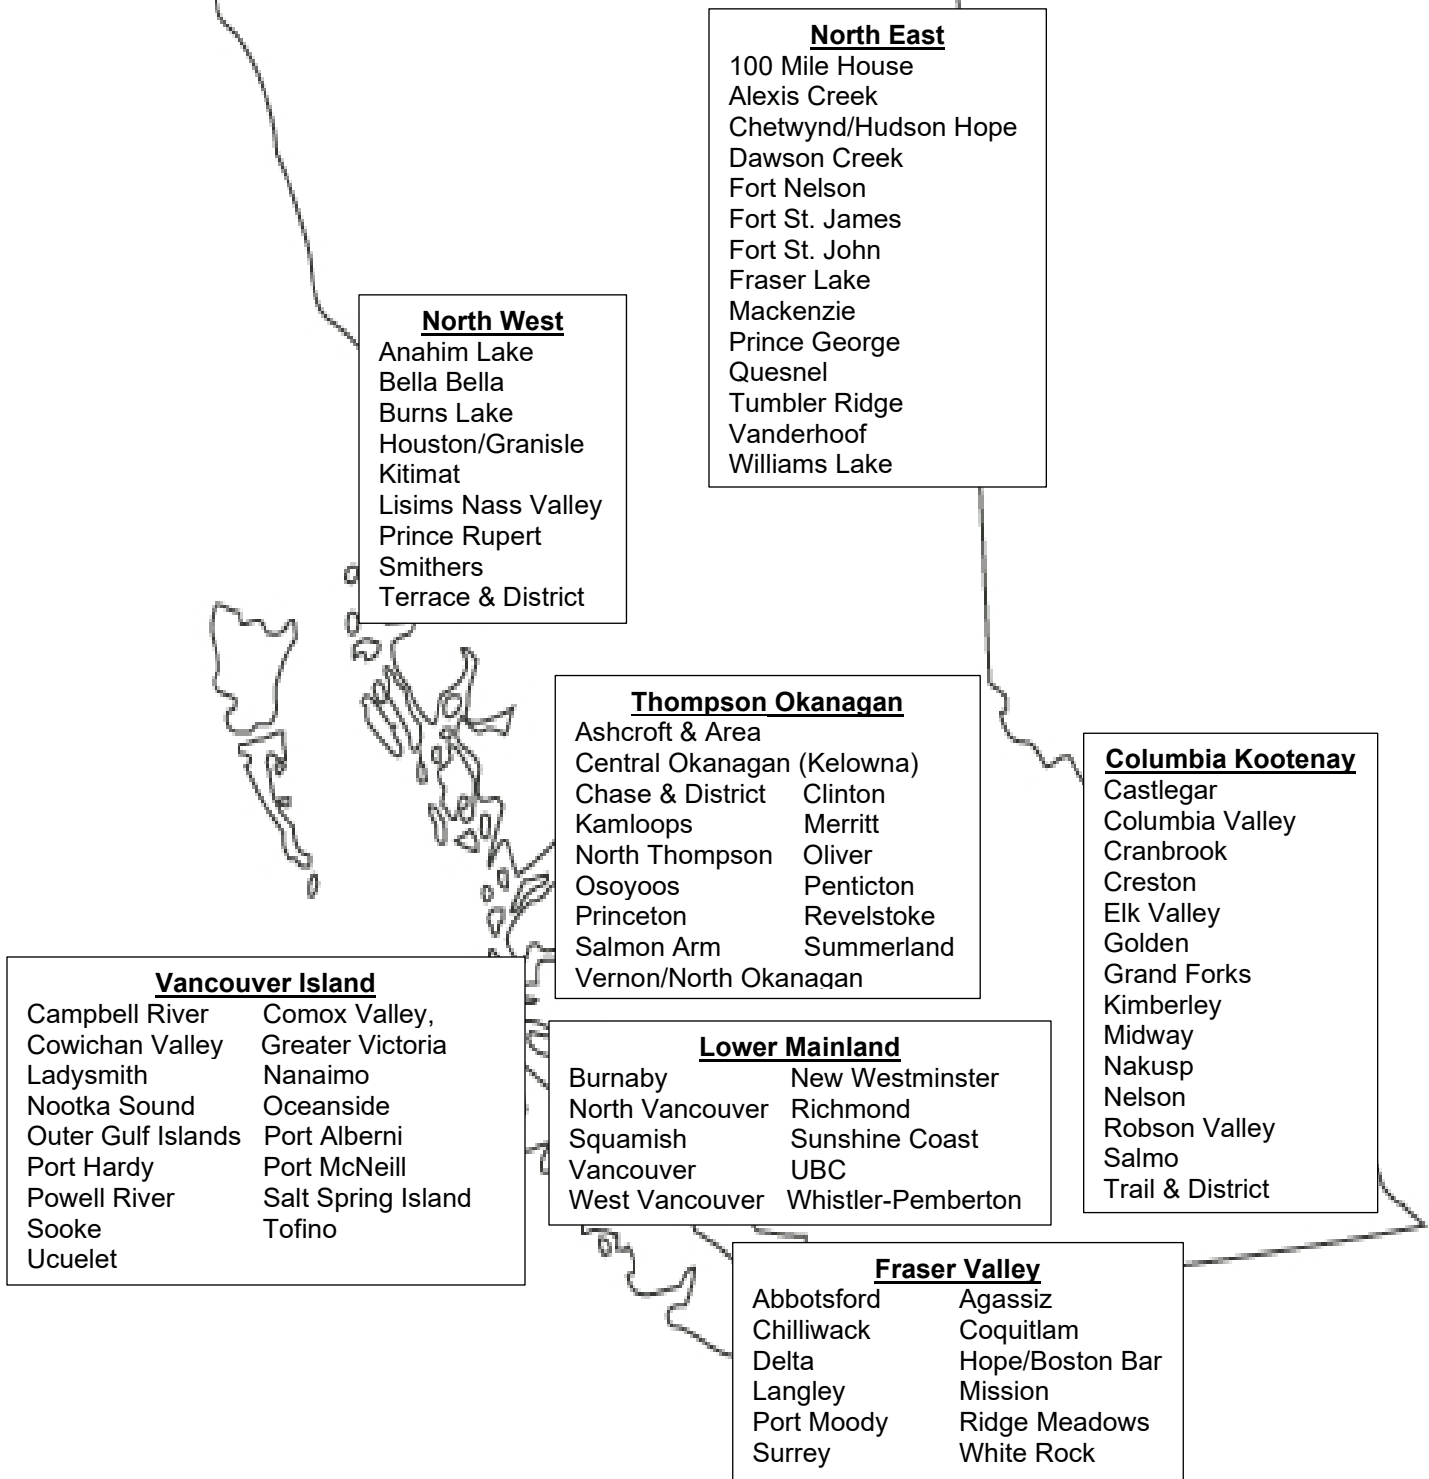 North East
100 Mile House
Alexis Creek
Chetwynd/Hudson Hope
Dawson Creek
Fort Nelson
Fort St. James
Fort St. John
Fraser Lake
Mackenzie
Prince George
Quesnel
Tumbler Ridge
Vanderhoof
Williams Lake
North West
Anahim Lake
Bella Bella
Burns Lake
Houston/Granisle
Kitimat
Lisims Nass Valley
Prince Rupert
Smithers
Terrace & District
Thompson Okanagan
Ashcroft & Area
Central Okanagan (Kelowna)
Chase & District Clinton
Kamloops Merritt
North Thompson Oliver
Osoyoos Penticton
Princeton Revelstoke
Salmon Arm Summerland
Vernon/North Okanagan
Columbia Kootenay
Castlegar
Columbia Valley
Cranbrook
Creston
Elk Valley
Golden
Grand Forks
Kimberley
Midway
Nakusp
Nelson
Robson Valley
Salmo
Trail & District
Vancouver Island
Campbell River Comox Valley,
Cowichan Valley Greater Victoria
Ladysmith Nanaimo
Nootka Sound Oceanside
Outer Gulf Islands Port Alberni
Port Hardy Port McNeill
Powell River Salt Spring Island
Sooke Tofino
Ucuelet
Lower Mainland
Burnaby New Westminster
North Vancouver Richmond
Squamish Sunshine Coast
Vancouver UBC
West Vancouver Whistler-Pemberton
Fraser Valley
Abbotsford Agassiz
Chilliwack Coquitlam
Delta Hope/Boston Bar
Langley Mission
Port Moody Ridge Meadows
Surrey White Rock